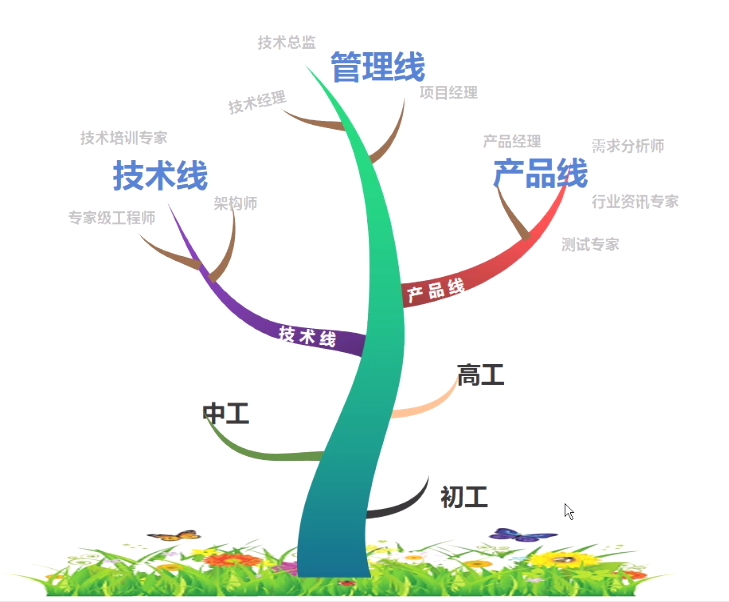 技术总监
管理线
技术经理
项目经理
技术培训专家
技术线
架构师
专家级工程师
产品经理
需求分析师
产品线
行业资讯专家
测试专家
产品线
技术线
高工
中工
初工